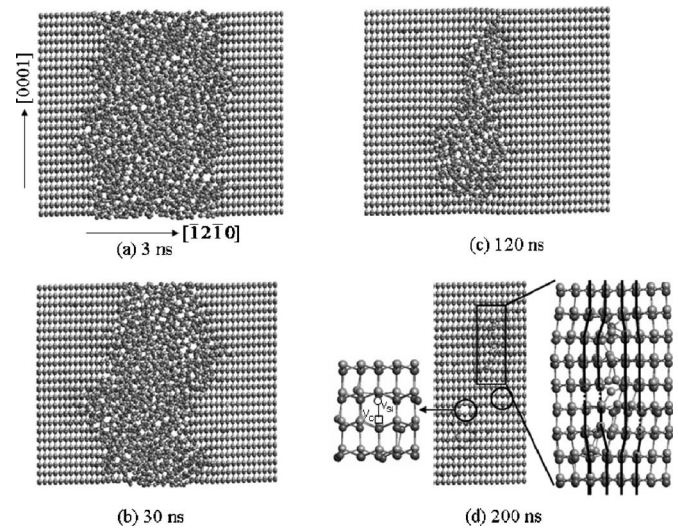 [0001]
[1̄21̄0]
(a) 3 ns
(c) 120 ns
V_Si
V_C
(b) 30 ns
(d) 200 ns